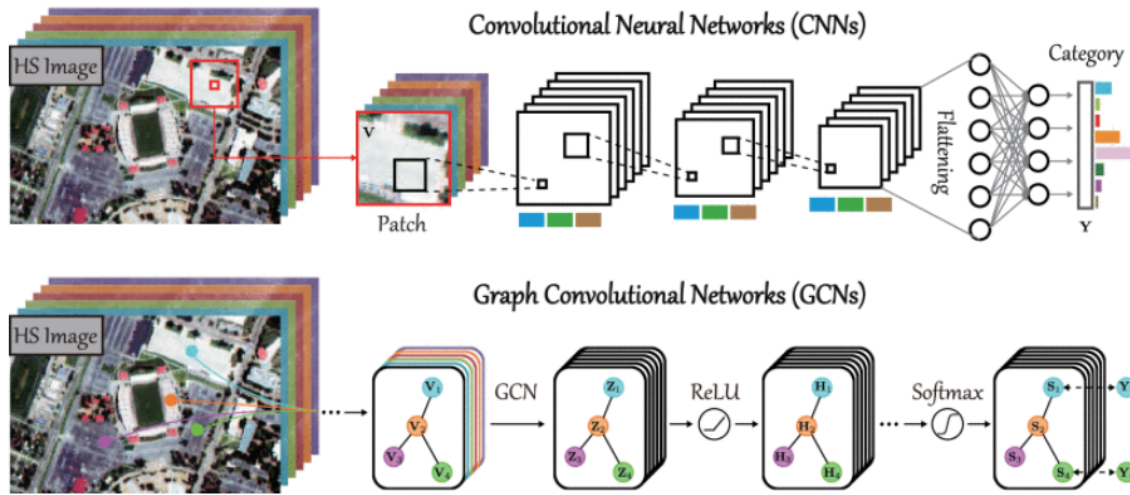 Convolutional Neural Networks (CNNs)
HS Image
Category
V
Flattening
Patch
Y
Graph Convolutional Networks (GCNs)
HS Image
V1
V2
V3
V4
GCN
Z1
Z2
Z3
Z4
ReLU
H1
H2
H3
H4
Softmax
S1
S2
S3
S4
Y
Y